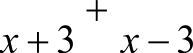 +
x + 3 x − 3